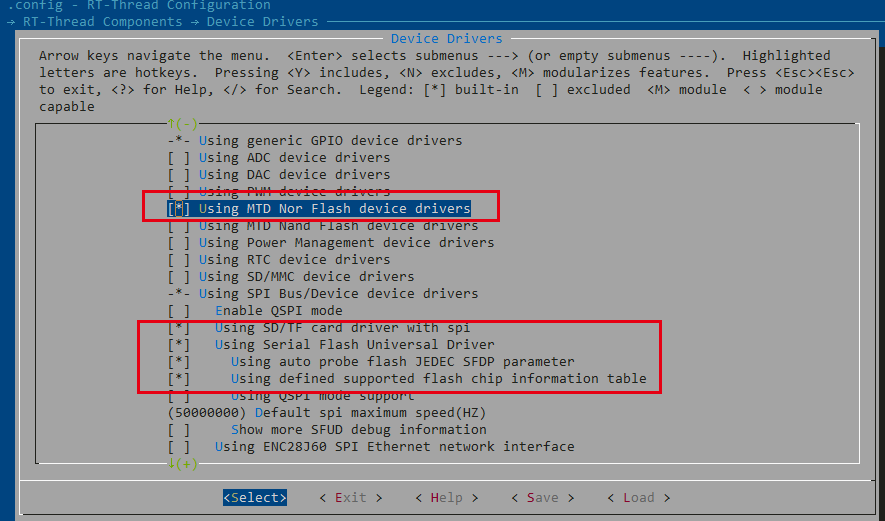 .config - RT-Thread Configuration
→ RT-Thread Components → Device Drivers
Device Drivers
Arrow keys navigate the menu.  <Enter> selects submenus ---> (or empty submenus ----).  Highlighted
letters are hotkeys.  Pressing <Y> includes, <N> excludes, <M> modularizes features.  Press <Esc><Esc>
to exit, <?> for Help, </> for Search.  Legend: [*] built-in  [ ] excluded  <M> module  < > module
capable
↑(-)
-*- Using generic GPIO device drivers
[ ] Using ADC device drivers
[ ] Using DAC device drivers
[ ] Using PWM device drivers
[*] Using MTD Nor Flash device drivers
[ ] Using MTD Nand Flash device drivers
[ ] Using Power Management device drivers
[ ] Using RTC device drivers
[ ] Using SD/MMC device drivers
-*- Using SPI Bus/Device device drivers
[ ]   Enable QSPI mode
[*]   Using SD/TF card driver with spi
[*]   Using Serial Flash Universal Driver
[*]     Using auto probe flash JEDEC SFDP parameter
[*]     Using defined supported flash chip information table
[ ]     Using QSPI mode support
(50000000) Default spi maximum speed(HZ)
[ ]     Show more SFUD debug information
[ ]   Using ENC28J60 SPI Ethernet network interface
↓(+)
<Select>    < Exit >    < Help >    < Save >    < Load >